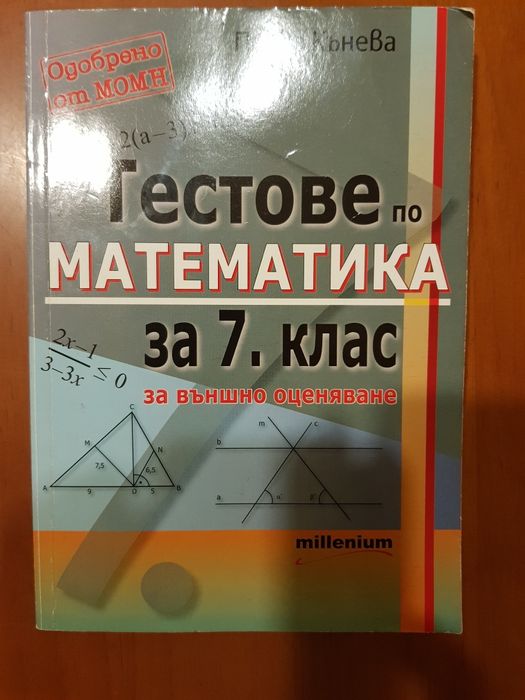 Кънева
Одобрено
от МОМН
2(a-3)
Тестове по
МАТЕМАТИКА
за 7. клас
за външно оценяване
2x-1
3-3x
≤ 0
C
M
N
7,5
6,5
A
9
D
5
B
m
c
b
a
α
β
millenium